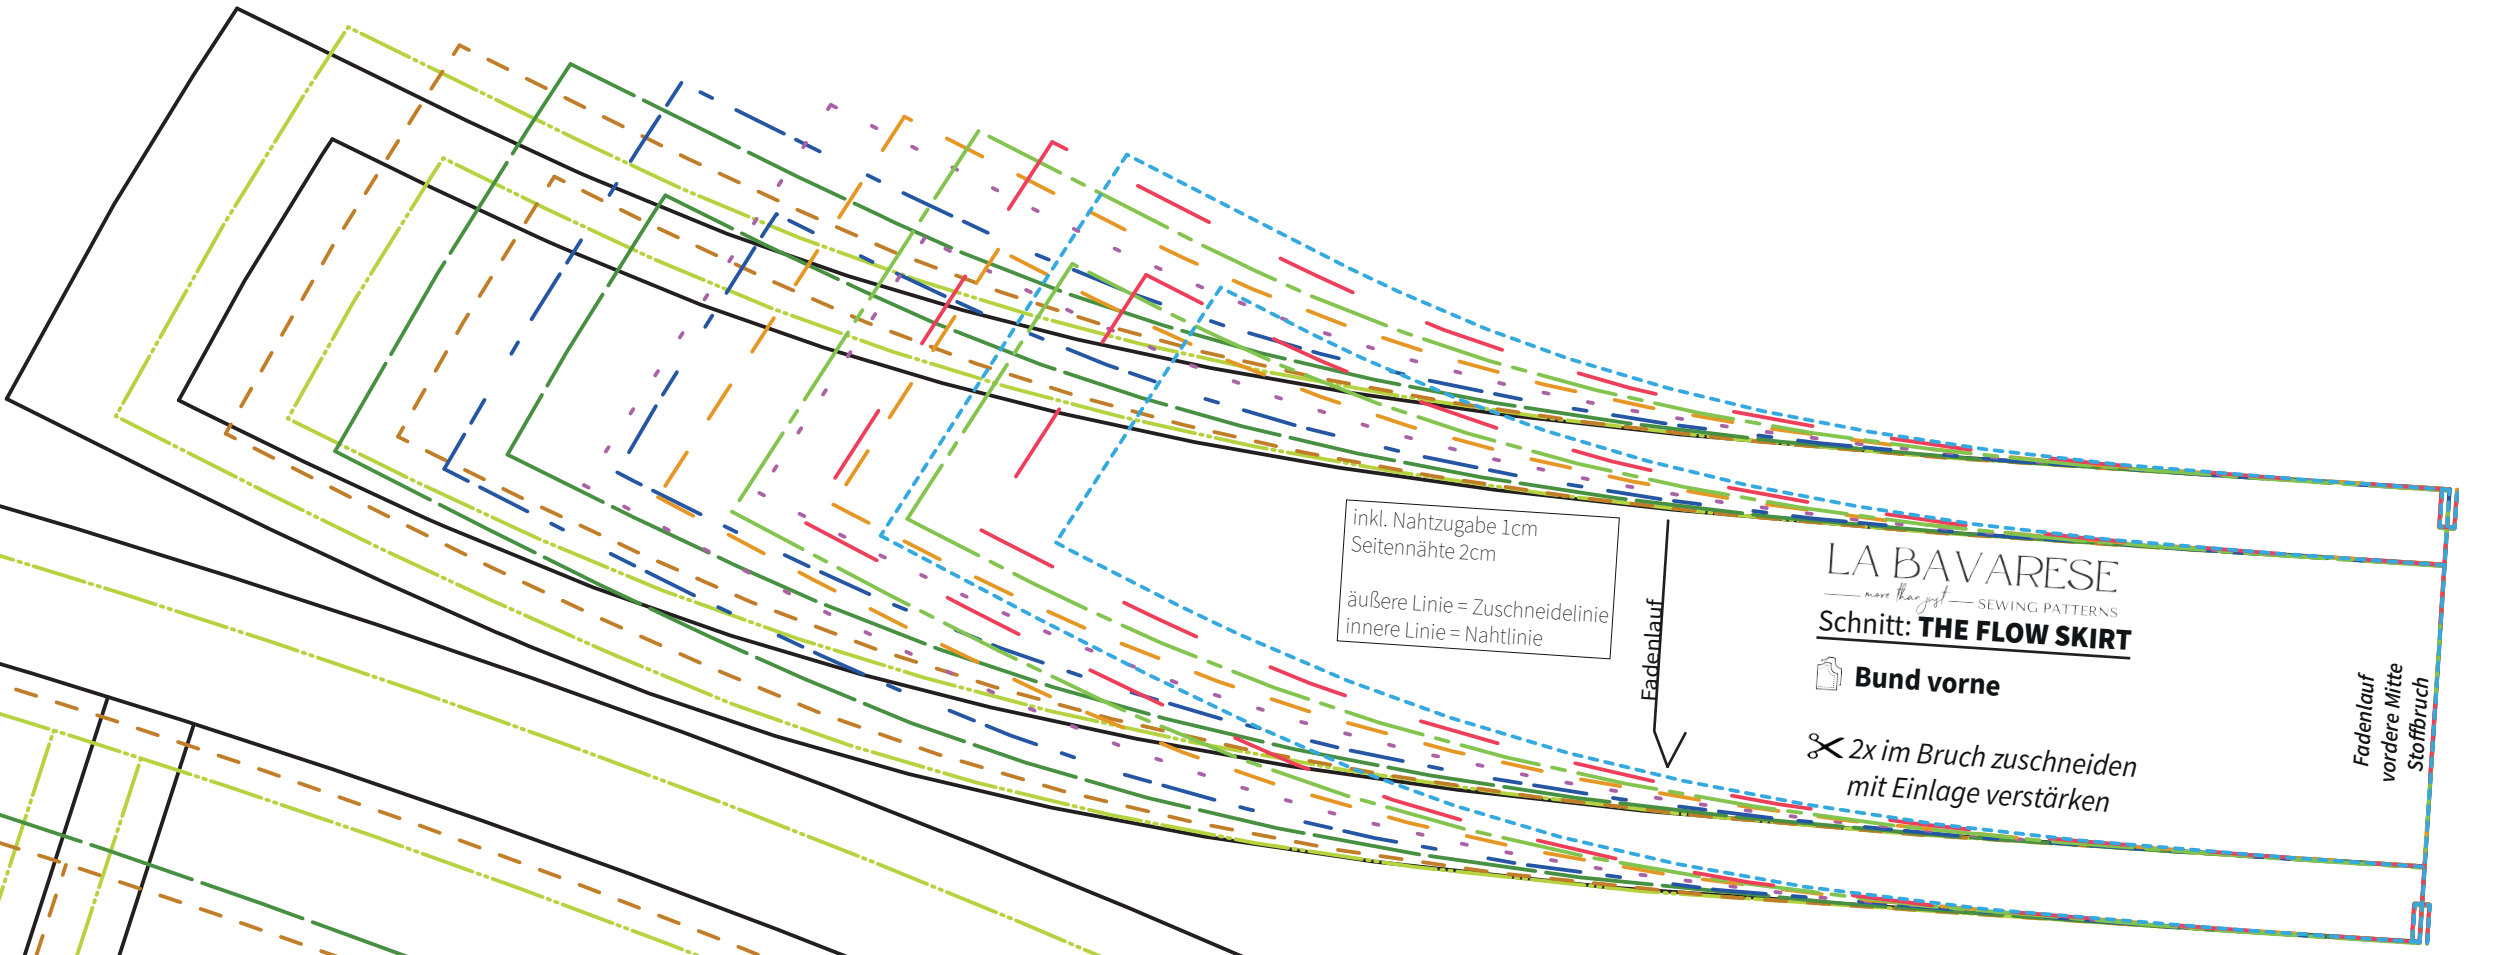 inkl. Nahtzugabe 1cm
Seitennähte 2cm
äußere Linie = Zuschneidelinie
innere Linie = Nahtlinie
Fadenlauf
LA BAVARESE
more than just SEWING PATTERNS
Schnitt: THE FLOW SKIRT
Bund vorne
2x im Bruch zuschneiden
mit Einlage verstärken
Fadenlauf
vordere Mitte
Stoffbruch